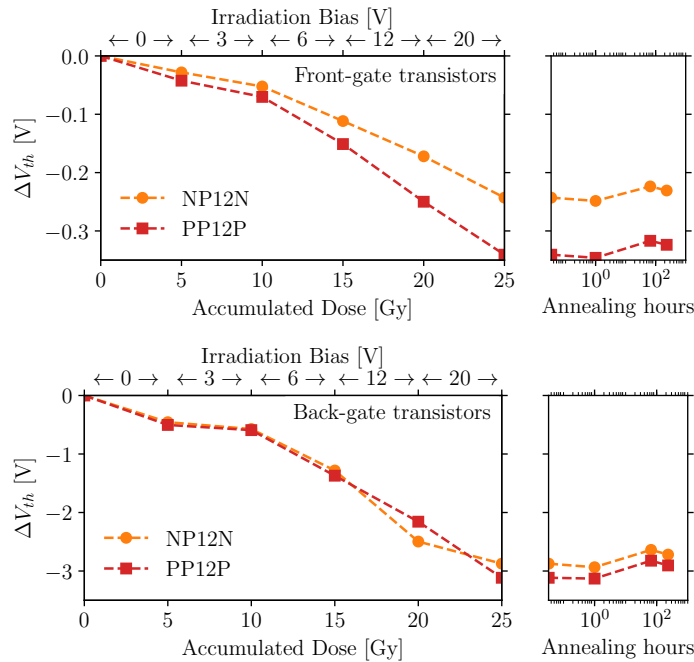 Irradiation Bias [V]
← 0 → ← 3 → ← 6 → ← 12 → ← 20 →
Front-gate transistors
0.0
−0.1
−0.2
−0.3
ΔV_th [V]
NP12N
PP12P
0 5 10 15 20 25
Accumulated Dose [Gy]
10^0 10^2
Annealing hours
Irradiation Bias [V]
← 0 → ← 3 → ← 6 → ← 12 → ← 20 →
Back-gate transistors
0
−1
−2
−3
ΔV_th [V]
NP12N
PP12P
0 5 10 15 20 25
Accumulated Dose [Gy]
10^0 10^2
Annealing hours